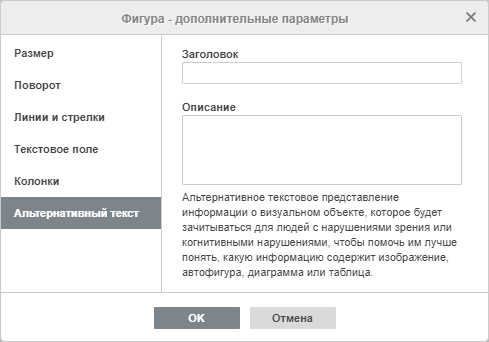 Фигура - дополнительные параметры
Размер
Поворот
Линии и стрелки
Текстовое поле
Колонки
Альтернативный текст
Заголовок
Описание
Альтернативное текстовое представление
информации о визуальном объекте, которое будет
зачитываться для людей с нарушениями зрения или
когнитивными нарушениями, чтобы помочь им лучше
понять, какую информацию содержит изображение,
автофигура, диаграмма или таблица.
OK
Отмена